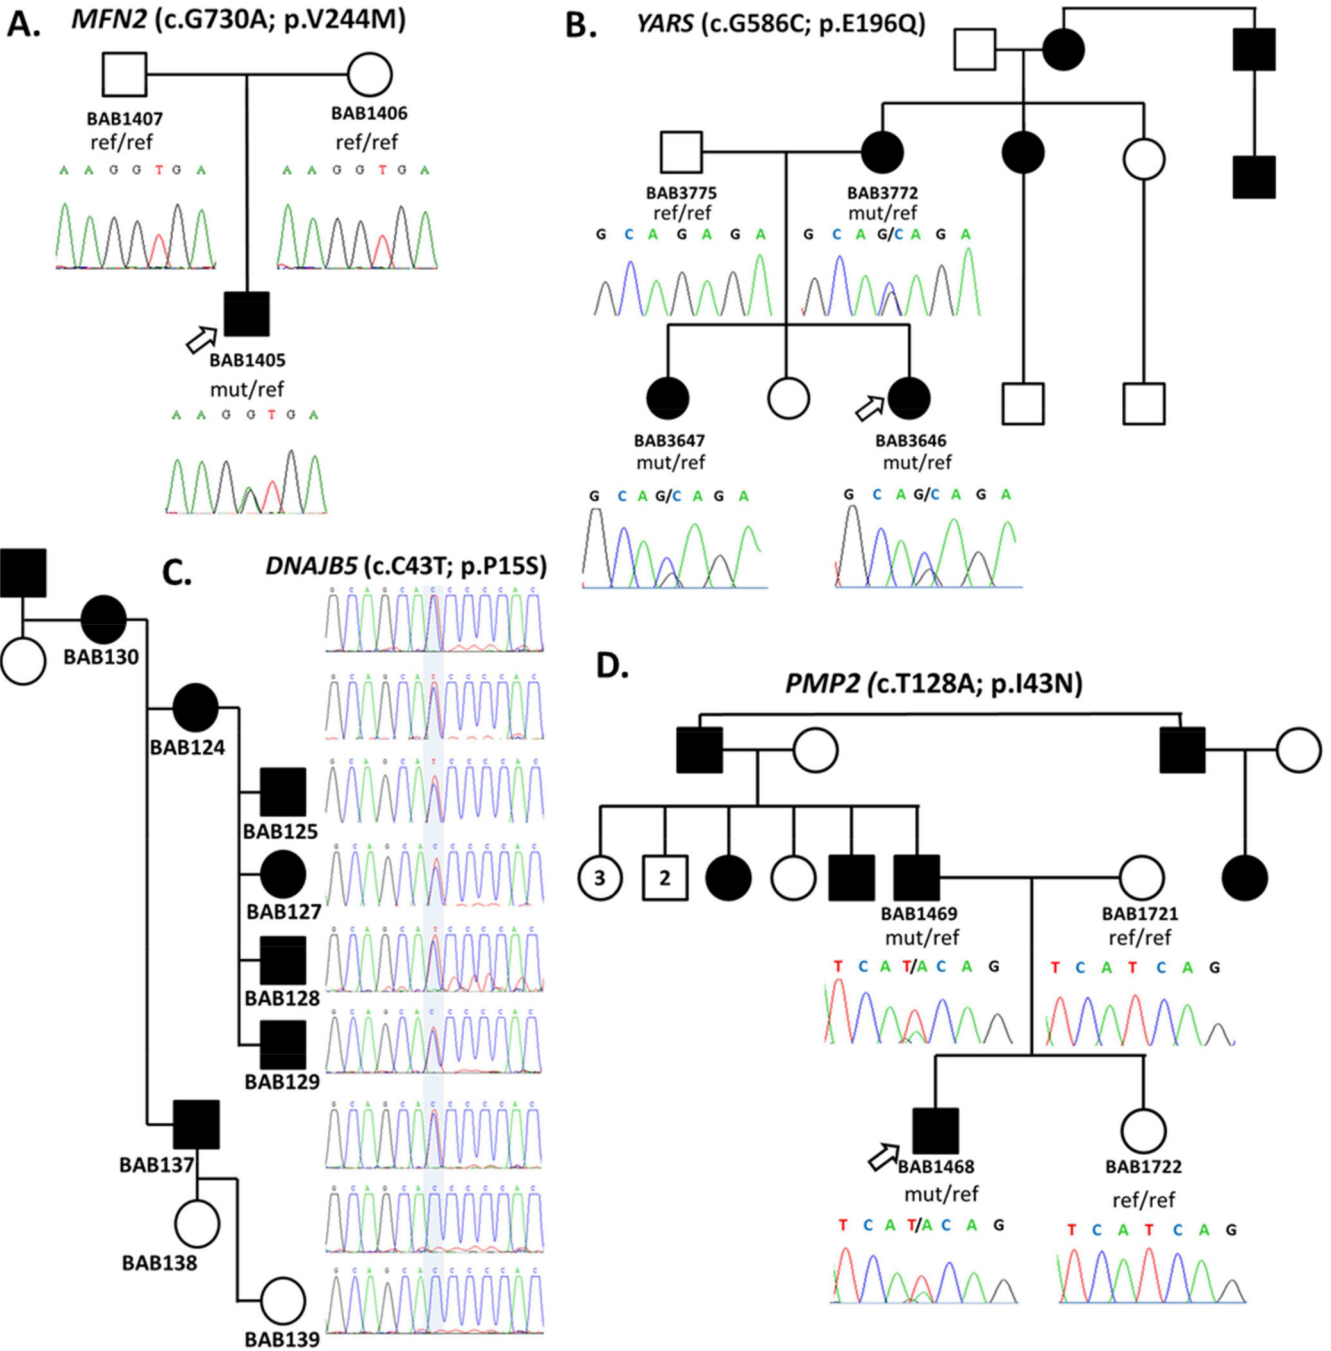 A. MFN2 (c.G730A; p.V244M)
BAB1407
ref/ref
A A G G T G A
BAB1406
ref/ref
A A G G T G A
BAB1405
mut/ref
A A G G T G A
B. YARS (c.G586C; p.E196Q)
BAB3775
ref/ref
G C A G A G A
BAB3772
mut/ref
G C A G/C A G A
BAB3647
mut/ref
G C A G/C A G A
BAB3646
mut/ref
G C A G/C A G A
C. DNAJB5 (c.C43T; p.P15S)
BAB130
G C A G C A C C C C C A C
BAB124
G C A G C A T C C C C A C
BAB125
G C A G C A T C C C C A C
BAB127
G C A G C A C C C C C A C
BAB128
G C A G C A T C C C C A C
BAB129
G C A G C A C C C C C A C
BAB137
G C A G C A C C C C C A C
BAB138
G C A G C A C C C C C A C
BAB139
G C A G C A C C C C C A C
D. PMP2 (c.T128A; p.I43N)
3
2
BAB1469
mut/ref
T C A T/A C A G
BAB1721
ref/ref
T C A T C A G
BAB1468
mut/ref
T C A T/A C A G
BAB1722
ref/ref
T C A T C A G